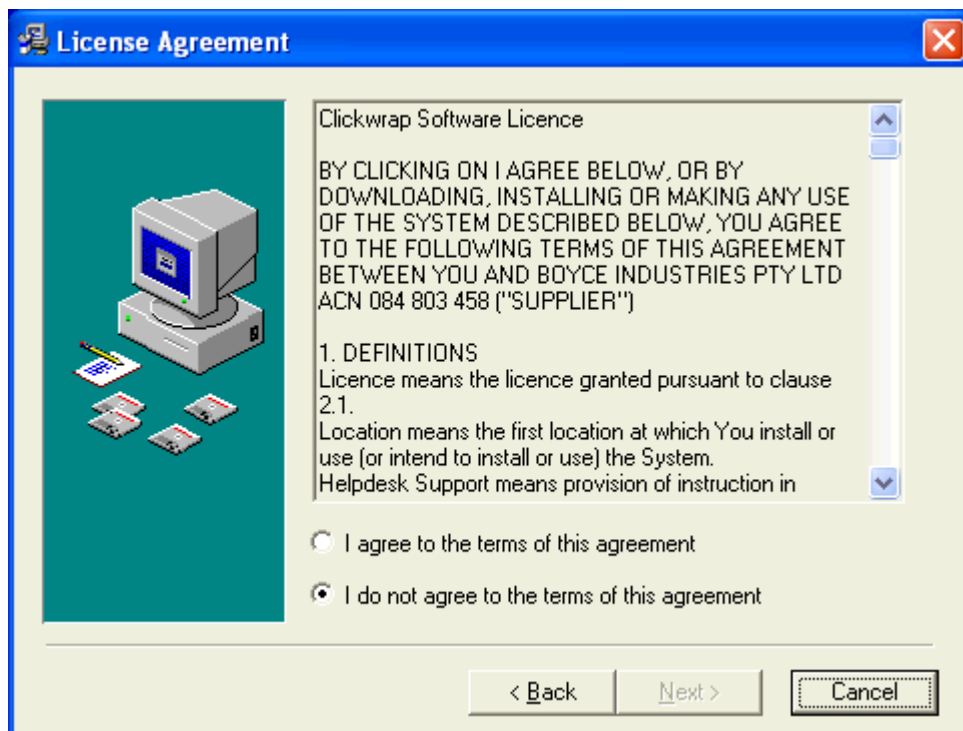 License Agreement
Clickwrap Software Licence
BY CLICKING ON I AGREE BELOW, OR BY
DOWNLOADING, INSTALLING OR MAKING ANY USE
OF THE SYSTEM DESCRIBED BELOW, YOU AGREE
TO THE FOLLOWING TERMS OF THIS AGREEMENT
BETWEEN YOU AND BOYCE INDUSTRIES PTY LTD
ACN 084 803 458 ("SUPPLIER")
1. DEFINITIONS
Licence means the licence granted pursuant to clause
2.1.
Location means the first location at which You install or
use (or intend to install or use) the System.
Helpdesk Support means provision of instruction in
I agree to the terms of this agreement
I do not agree to the terms of this agreement
< Back Next > Cancel